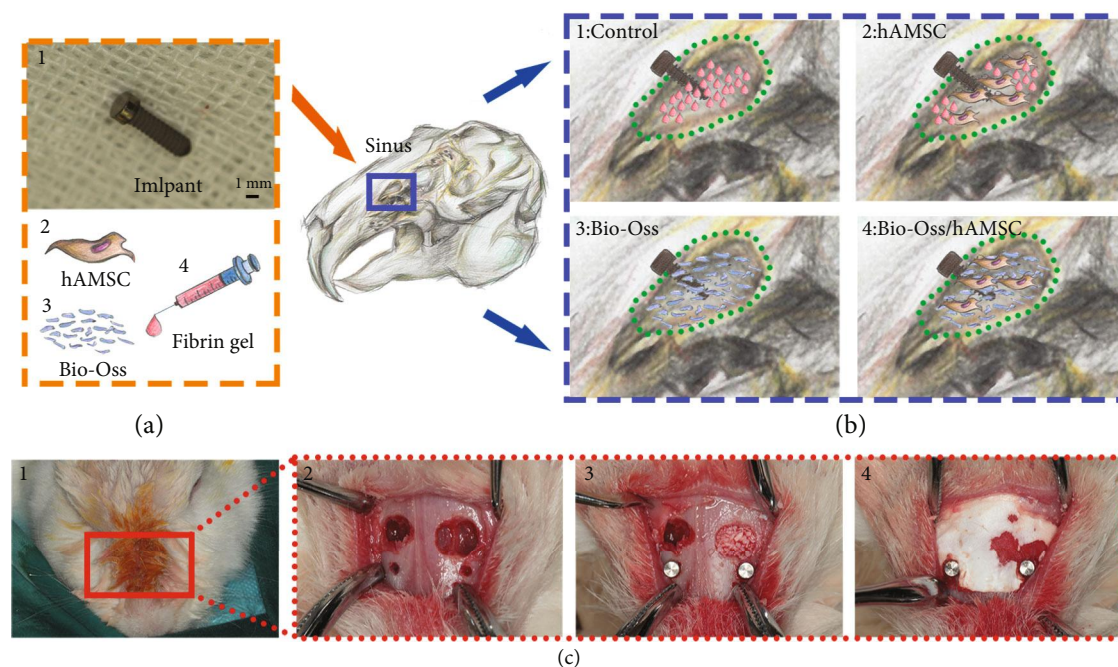 1
Imlpant
1 mm
2
hAMSC
3
Bio-Oss
4
Fibrin gel
(a)
Sinus
1:Control
2:hAMSC
3:Bio-Oss
4:Bio-Oss/hAMSC
(b)
1
2
3
4
(c)